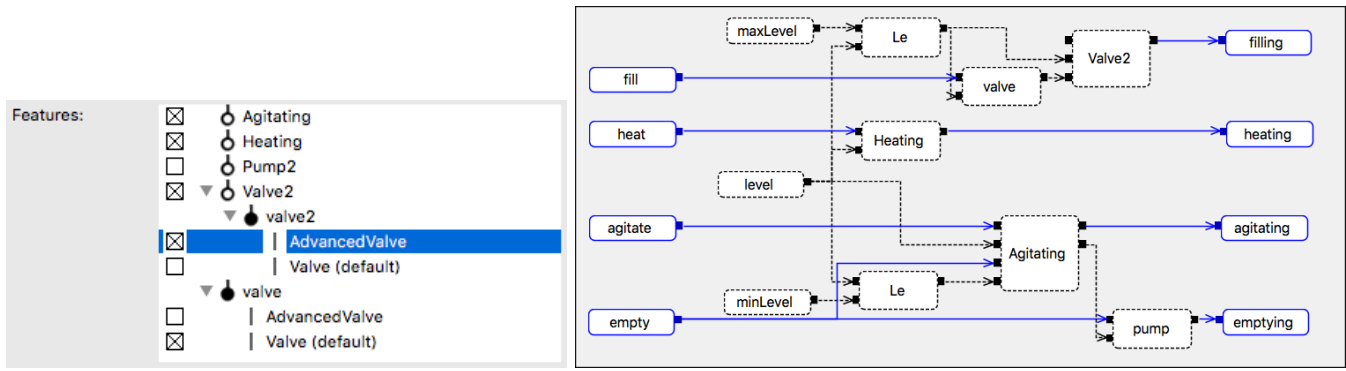 Features:
Agitating
Heating
Pump2
Valve2
valve2
AdvancedValve
Valve (default)
valve
AdvancedValve
Valve (default)
maxLevel
Le
Valve2
filling
fill
valve
heat
Heating
heating
level
agitate
Agitating
agitating
minLevel
Le
empty
pump
emptying